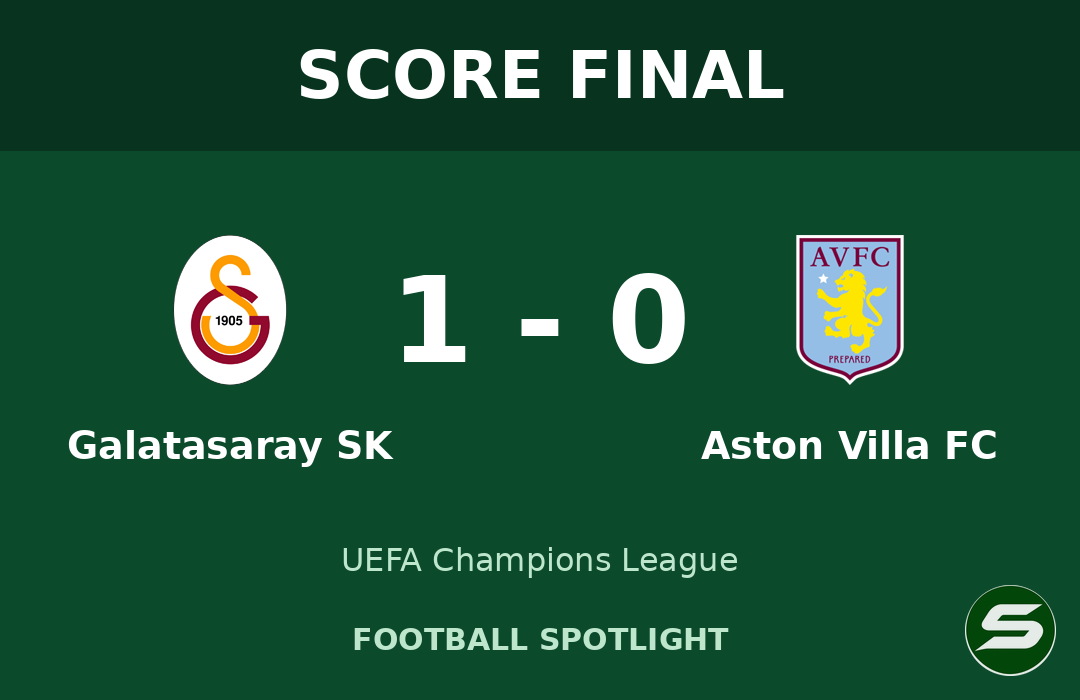 SCORE FINAL
1905
1 - 0
AVFC
PREPARED
Galatasaray SK
Aston Villa FC
UEFA Champions League
FOOTBALL SPOTLIGHT
S